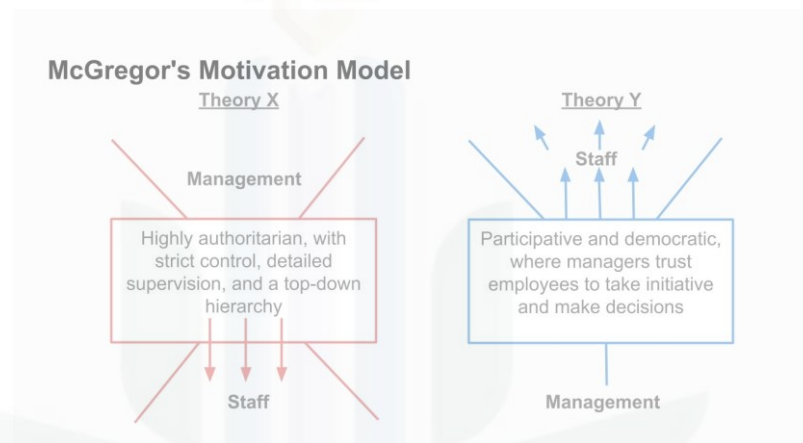 McGregor's Motivation Model
Theory X
Management
Highly authoritarian, with
strict control, detailed
supervision, and a top-down
hierarchy
Staff
Theory Y
Staff
Participative and democratic,
where managers trust
employees to take initiative
and make decisions
Management